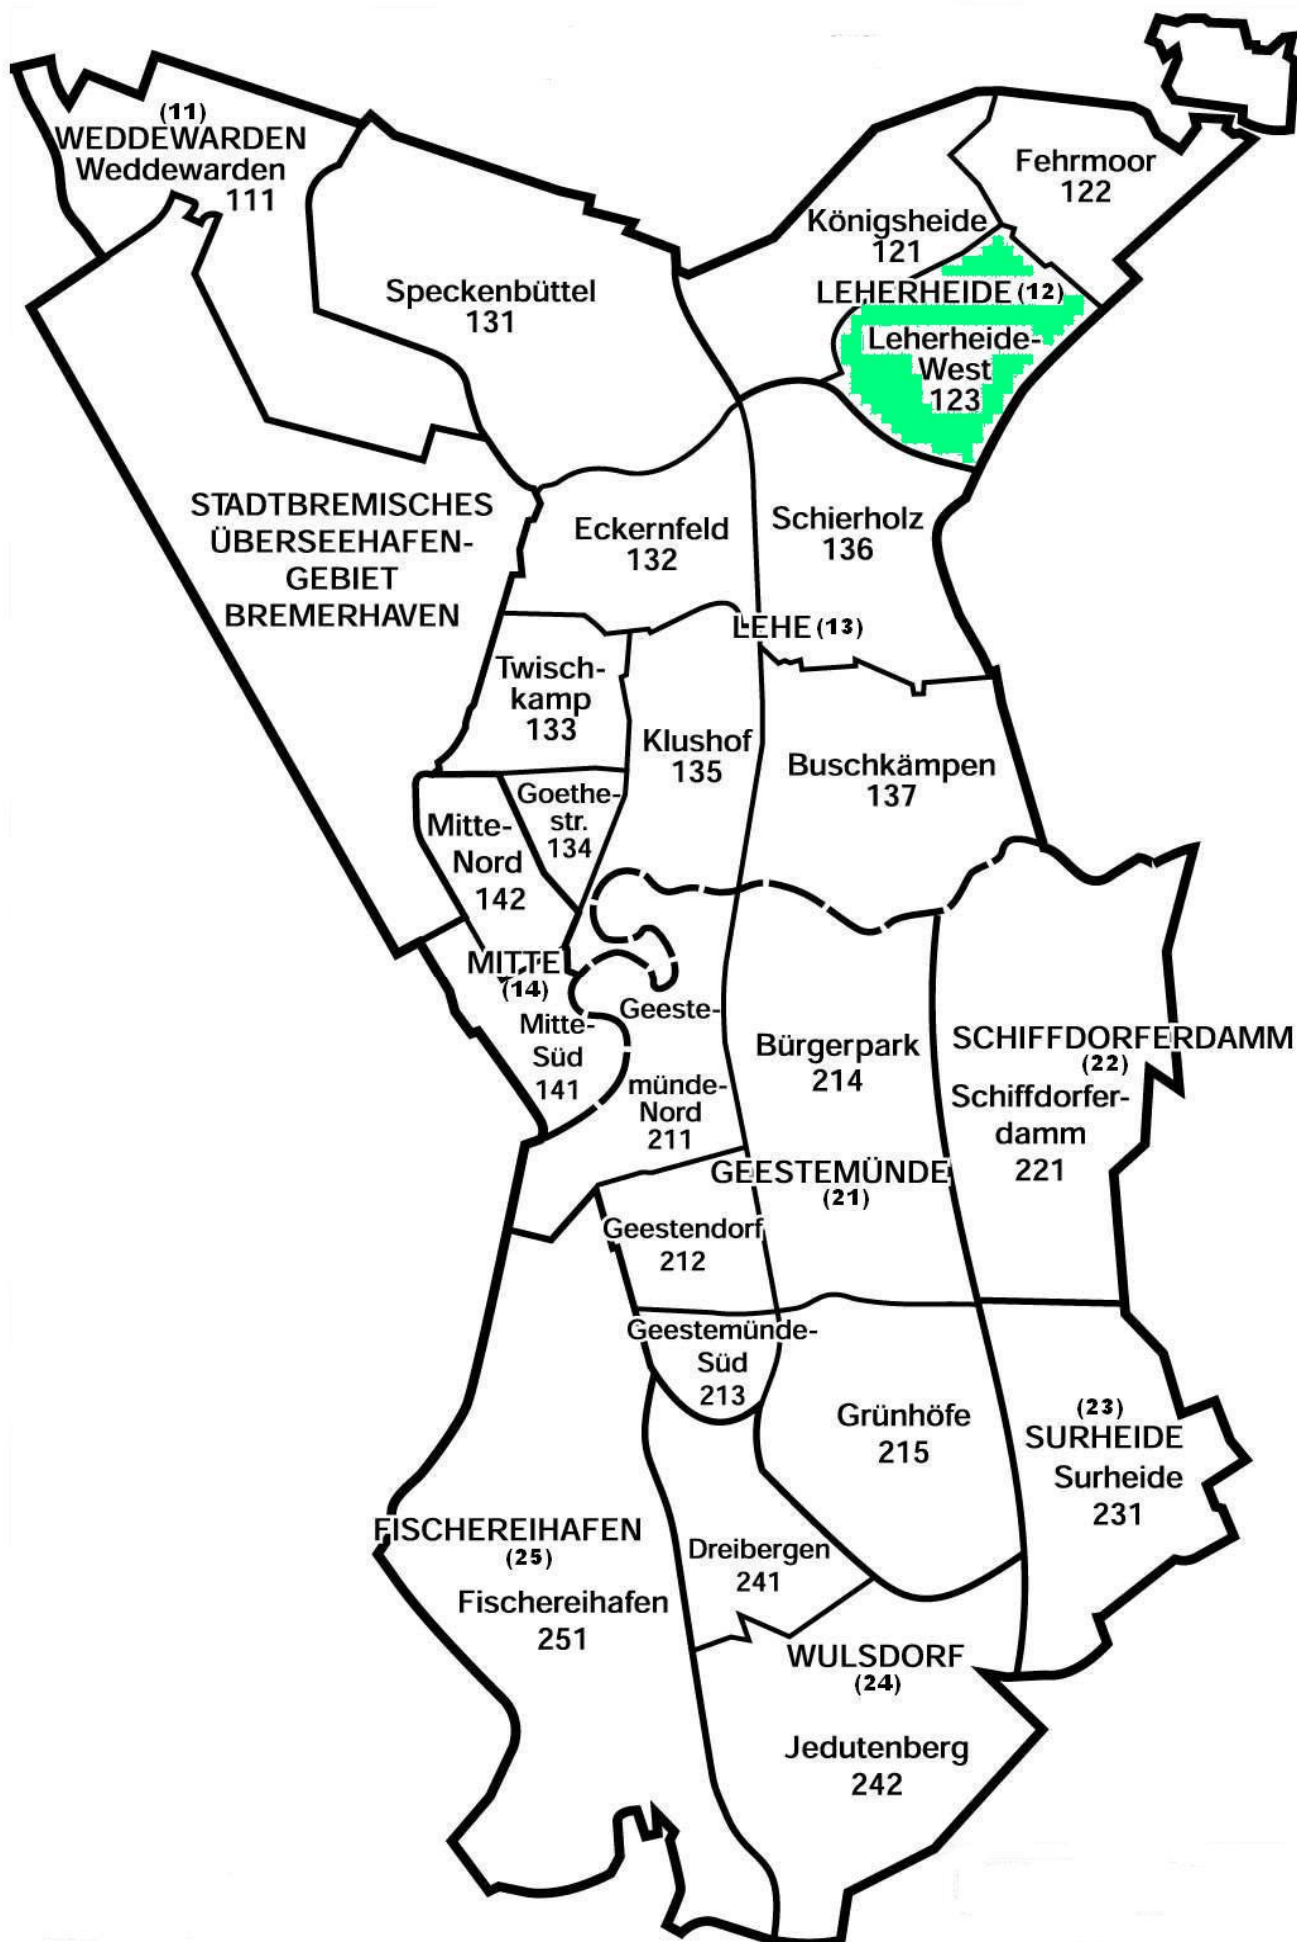 (11)
WEDDEWARDEN
Weddewarden
111
Fehrmoor
122
Königsheide
121
Speckenbüttel
131
LEHERHEIDE (12)
Leherheide-
West
123
STADTBREMISCHES
ÜBERSEEHAFEN-
GEBIET
BREMERHAVEN
Eckernfeld
132
Schierholz
136
LEHE (13)
Twisch-
kamp
133
Klushof
135
Buschkämpen
137
Goethe-
str.
134
Mitte-
Nord
142
MITTE
(14)
Mitte-
Süd
141
Geeste-
münde-
Nord
211
Bürgerpark
214
SCHIFFDORFERDAMM
(22)
Schiffdorfer-
damm
221
GEESTEMÜNDE
(21)
Geestendorf
212
Geestemünde-
Süd
213
Grünhöfe
215
(23)
SURHEIDE
Surheide
231
FISCHEREIHAFEN
(25)
Fischereihafen
251
Dreibergen
241
WULSDORF
(24)
Jedutenberg
242